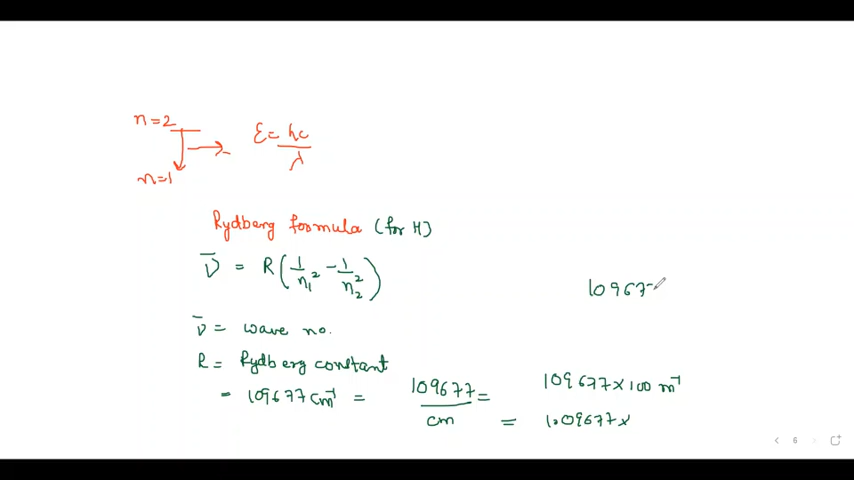 n=2
n=1
E= hc/λ
Rydberg formula (for H)
ν̅ = R(1/n₁² − 1/n₂²)
10967
ν̅ = wave no.
R = Rydberg constant
= 109677 cm⁻¹ = 109677/cm = 109677×100 m⁻¹
= 1.09677×
6